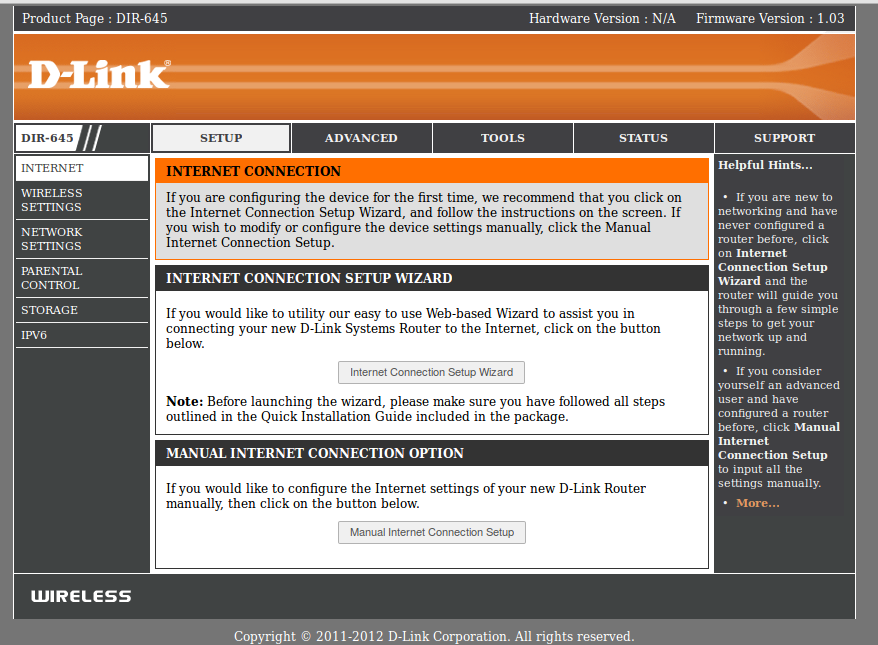 Product Page : DIR-645 Hardware Version : N/A Firmware Version : 1.03
D-Link®
DIR-645 SETUP ADVANCED TOOLS STATUS SUPPORT
INTERNET
WIRELESS
SETTINGS
NETWORK
SETTINGS
PARENTAL
CONTROL
STORAGE
IPV6
INTERNET CONNECTION
If you are configuring the device for the first time, we recommend that you click on
the Internet Connection Setup Wizard, and follow the instructions on the screen. If
you wish to modify or configure the device settings manually, click the Manual
Internet Connection Setup.
INTERNET CONNECTION SETUP WIZARD
If you would like to utility our easy to use Web-based Wizard to assist you in
connecting your new D-Link Systems Router to the Internet, click on the button
below.
Internet Connection Setup Wizard
Note: Before launching the wizard, please make sure you have followed all steps
outlined in the Quick Installation Guide included in the package.
MANUAL INTERNET CONNECTION OPTION
If you would like to configure the Internet settings of your new D-Link Router
manually, then click on the button below.
Manual Internet Connection Setup
Helpful Hints...
• If you are new to
networking and have
never configured a
router before, click
on Internet
Connection Setup
Wizard and the
router will guide you
through a few simple
steps to get your
network up and
running.
• If you consider
yourself an advanced
user and have
configured a router
before, click Manual
Internet
Connection Setup
to input all the
settings manually.
• More...
WIRELESS
Copyright © 2011-2012 D-Link Corporation. All rights reserved.